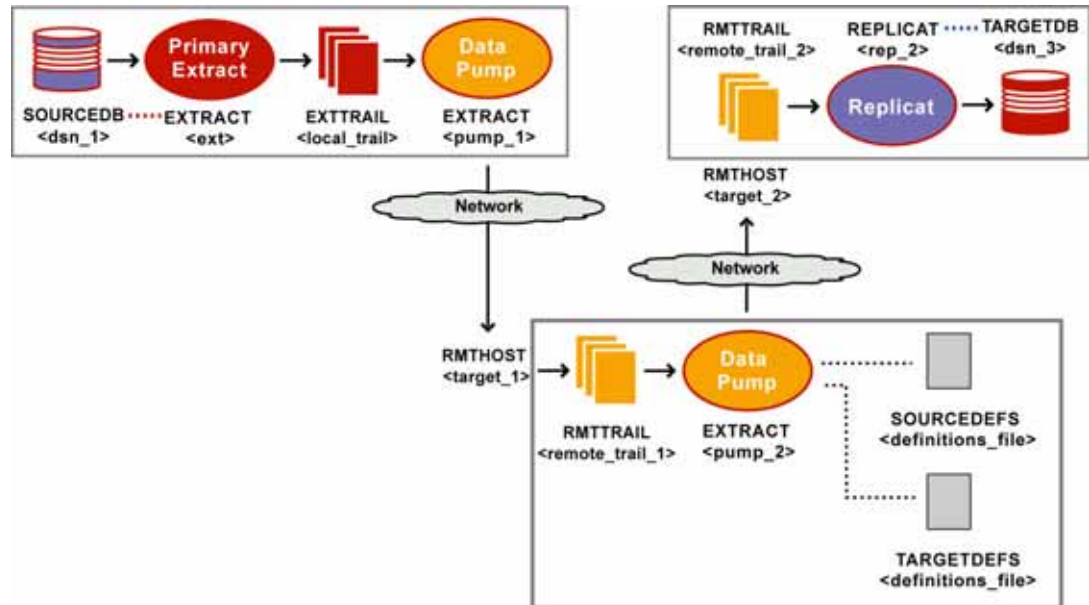 Primary
Extract
Data
Pump
SOURCEDB
<dsn_1>
EXTRACT
<ext>
EXTTRAIL
<local_trail>
EXTRACT
<pump_1>
RMTTRAIL
<remote_trail_2>
REPLICAT
<rep_2>
TARGETDB
<dsn_3>
Replicat
RMTHOST
<target_2>
Network
Network
RMTHOST
<target_1>
Data
Pump
RMTTRAIL
<remote_trail_1>
EXTRACT
<pump_2>
SOURCEDEFS
<definitions_file>
TARGETDEFS
<definitions_file>